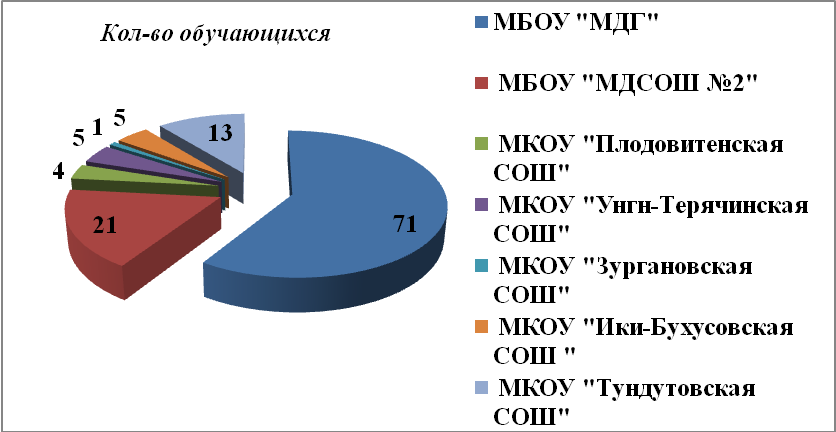 Кол-во обучающихся
71
21
4
5
1
5
13
МБОУ "МДГ"
МБОУ "МДСОШ №2"
МКОУ "Плодовитенская
СОШ"
МКОУ "Унгн-Терячинская
СОШ"
МКОУ "Зургановская
СОШ"
МКОУ "Ики-Бухусовская
СОШ "
МКОУ "Тундутовская
СОШ"